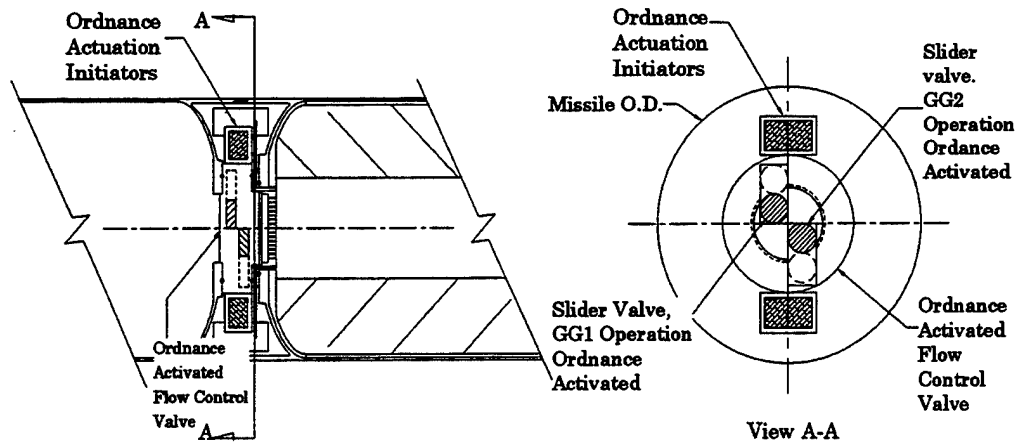 Ordnance
Actuation
Initiators
A
Ordnance
Activated
Flow Control
Valve
A
Ordnance
Actuation
Initiators
Missile O.D.
Slider
valve.
GG2
Operation
Ordance
Activated
Slider Valve,
GG1 Operation
Ordnance
Activated
Ordnance
Activated
Flow
Control
Valve
View A-A